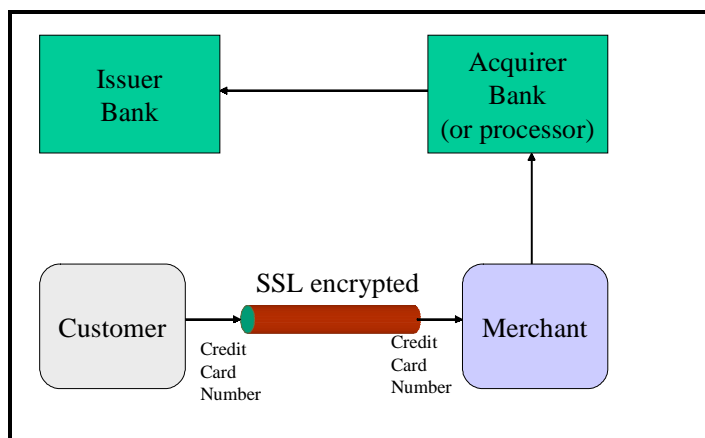 Issuer
Bank
Acquirer
Bank
(or processor)
SSL encrypted
Customer
Merchant
Credit
Card
Number
Credit
Card
Number